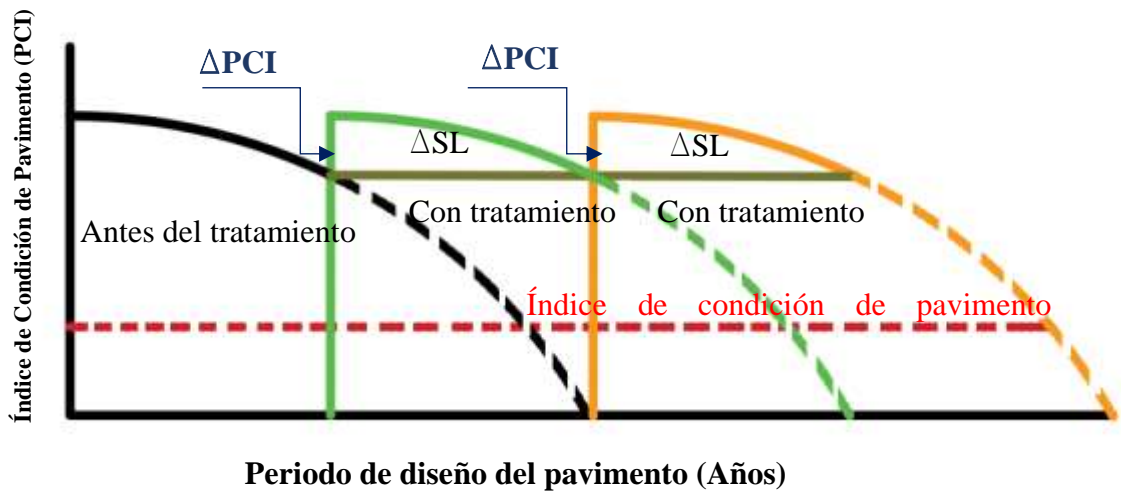 Índice de Condición de Pavimento (PCI)
ΔPCI
ΔPCI
ΔSL
ΔSL
Antes del tratamiento
Con tratamiento
Con tratamiento
Índice de condición de pavimento
Periodo de diseño del pavimento (Años)